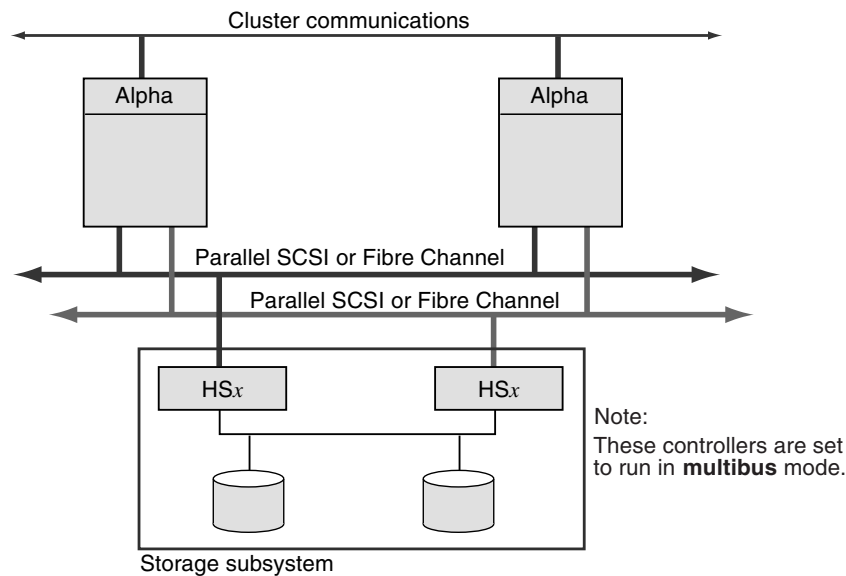 Cluster communications
Alpha
Alpha
Parallel SCSI or Fibre Channel
Parallel SCSI or Fibre Channel
HSx
HSx
Note:
These controllers are set
to run in multibus mode.
Storage subsystem